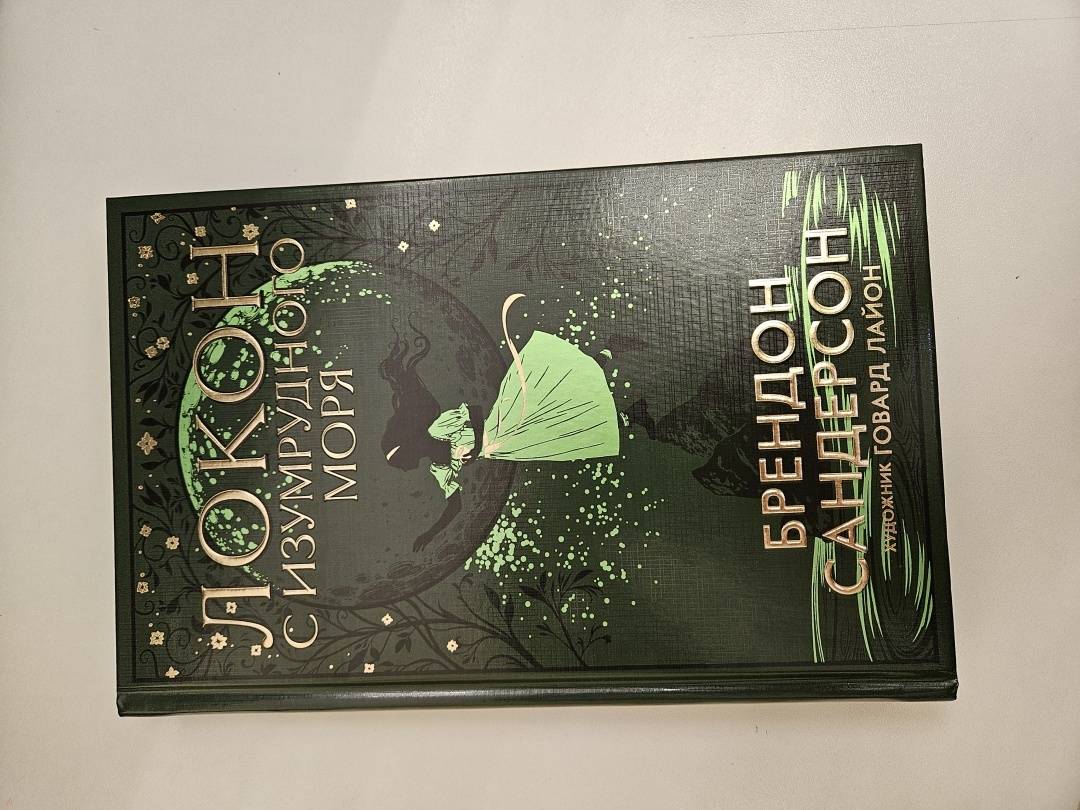 ЛОКОН
С ИЗУМРУДНОГО
МОРЯ
БРЕНДОН
САНДЕРСОН
ХУДОЖНИК ГОВАРД ЛАЙОН